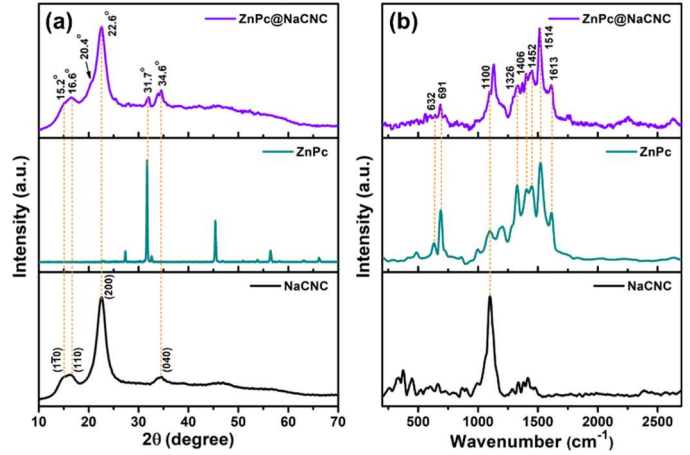 (a)
ZnPc@NaCNC
15.2°
16.6°
20.4°
22.6°
31.7°
34.6°
ZnPc
NaCNC
(11̄0)
(110)
(200)
(040)
Intensity (a.u.)
10 20 30 40 50 60 70
2θ (degree)
(b)
ZnPc@NaCNC
632
691
1100
1326
1406
1452
1514
1613
ZnPc
NaCNC
Intensity (a.u.)
500 1000 1500 2000 2500
Wavenumber (cm⁻¹)